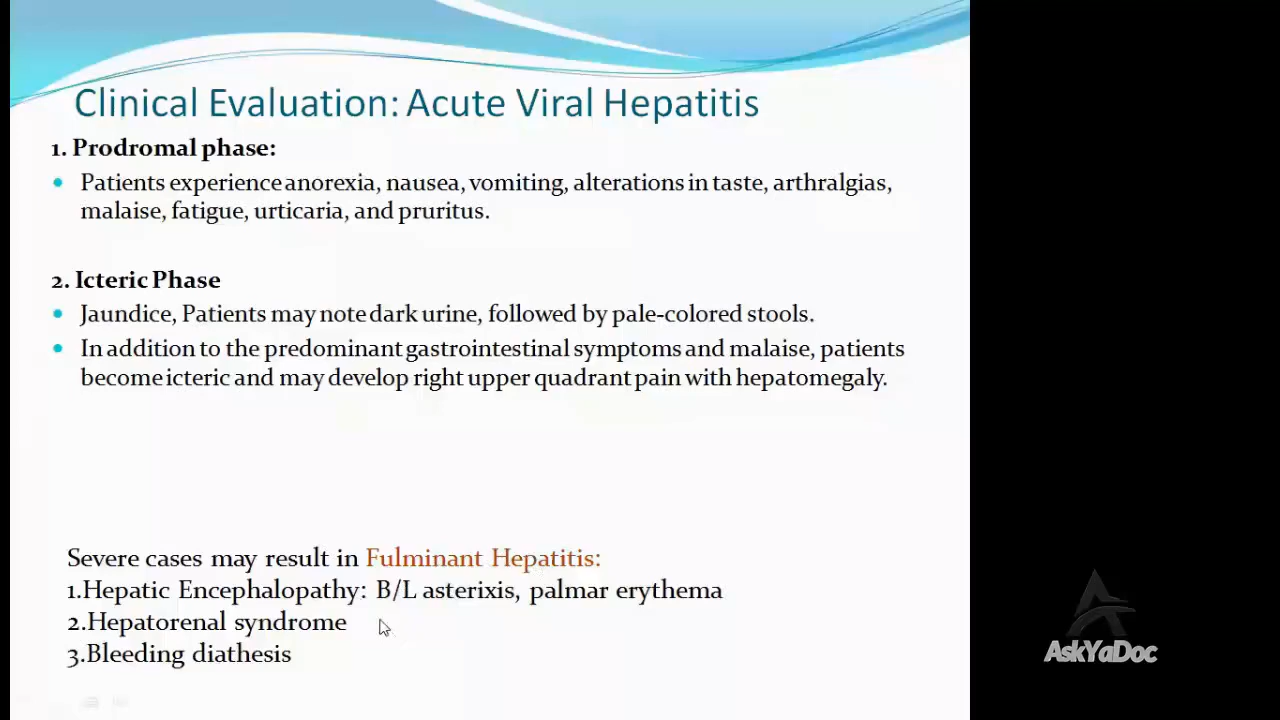 Clinical Evaluation: Acute Viral Hepatitis
1. Prodromal phase:
• Patients experience anorexia, nausea, vomiting, alterations in taste, arthralgias,
malaise, fatigue, urticaria, and pruritus.
2. Icteric Phase
• Jaundice, Patients may note dark urine, followed by pale-colored stools.
• In addition to the predominant gastrointestinal symptoms and malaise, patients
become icteric and may develop right upper quadrant pain with hepatomegaly.
Severe cases may result in Fulminant Hepatitis:
1.Hepatic Encephalopathy: B/L asterixis, palmar erythema
2.Hepatorenal syndrome
3.Bleeding diathesis
AskYaDoc